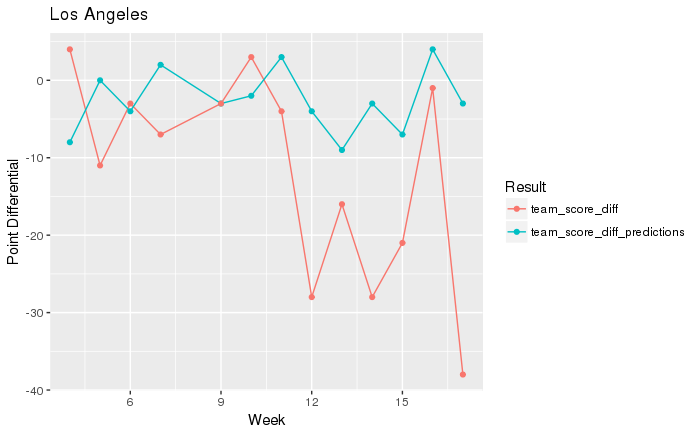 Los Angeles
Point Differential
0
-10
-20
-30
-40
6
9
12
15
Week
Result
team_score_diff
team_score_diff_predictions